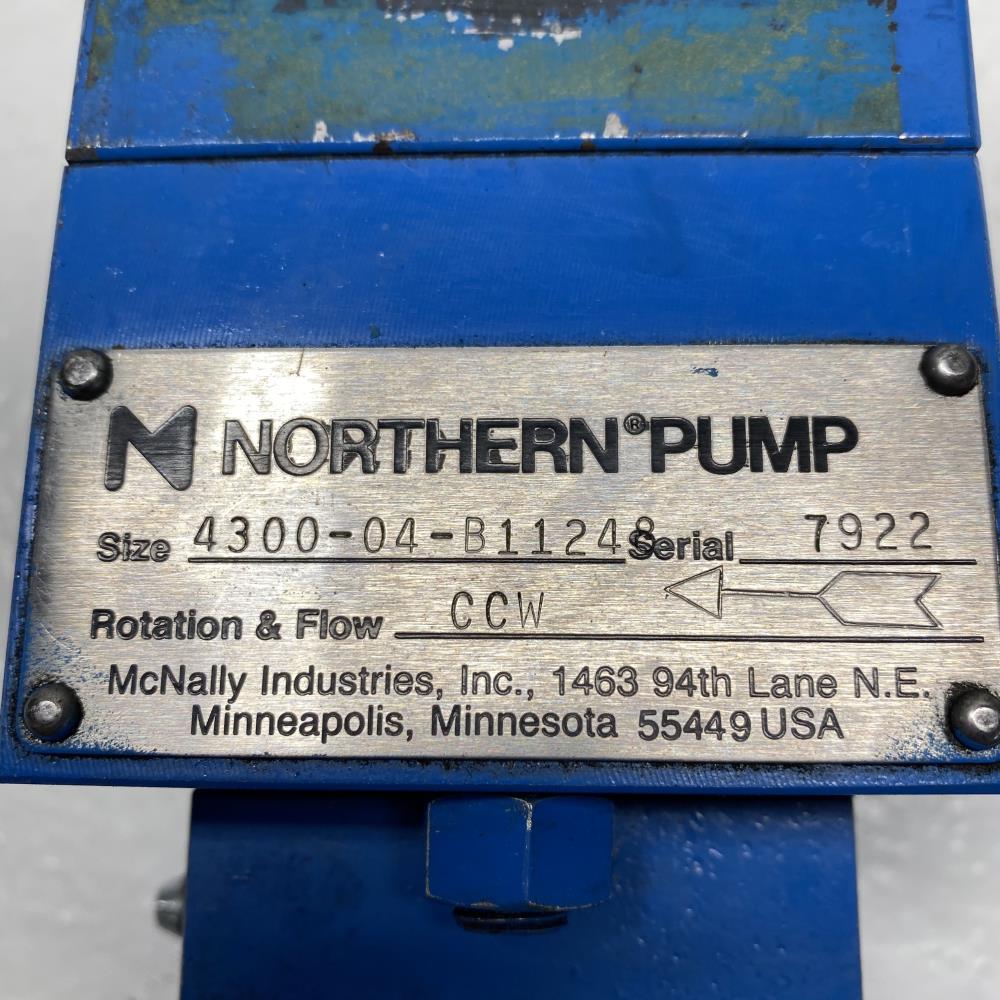 NORTHERN® PUMP
Size 4300-04-B11248 Serial 7922
Rotation & Flow CCW
McNally Industries, Inc., 1463 94th Lane N.E.
Minneapolis, Minnesota 55449 USA